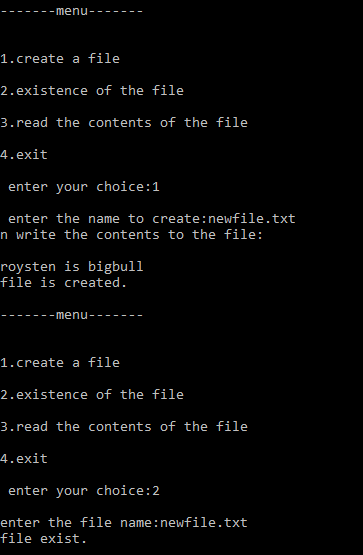 -------menu-------
1.create a file
2.existence of the file
3.read the contents of the file
4.exit
enter your choice:1
enter the name to create:newfile.txt
n write the contents to the file:
roysten is bigbull
file is created.
-------menu-------
1.create a file
2.existence of the file
3.read the contents of the file
4.exit
enter your choice:2
enter the file name:newfile.txt
file exist.